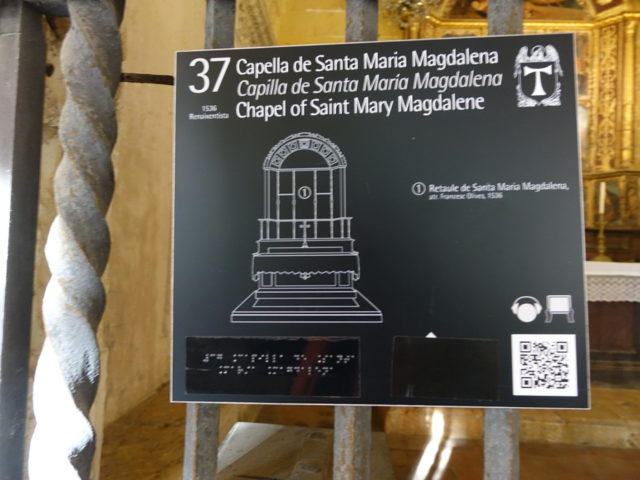 37
Capella de Santa Maria Magdalena
Capilla de Santa Maria Magdalena
Chapel of Saint Mary Magdalene
1536
Renaixentista
1
1 Retaule de Santa Maria Magdalena,
atr. Francesc Olives, 1536
T